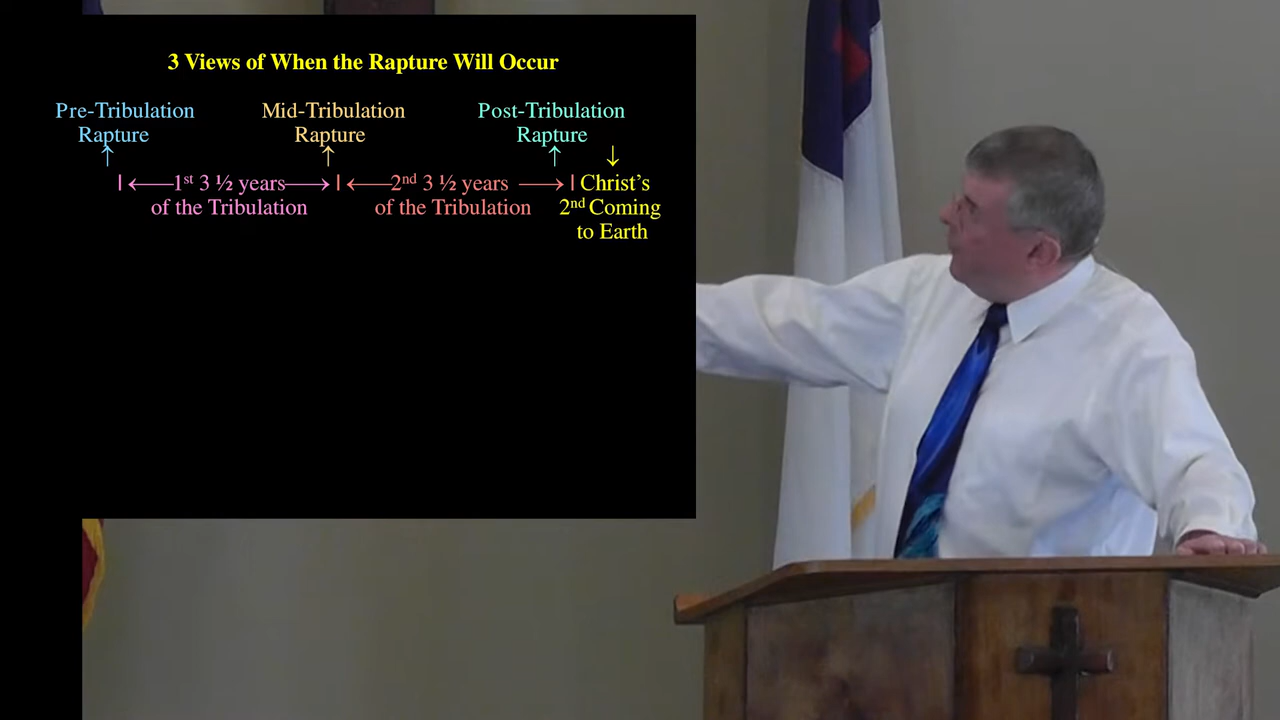 3 Views of When the Rapture Will Occur
Pre-Tribulation Mid-Tribulation Post-Tribulation
Rapture Rapture Rapture
↑ ↑ ↑ ↓
| ←1st 3 ½ years→ | ←2nd 3 ½ years → | Christ's
of the Tribulation of the Tribulation 2nd Coming
to Earth